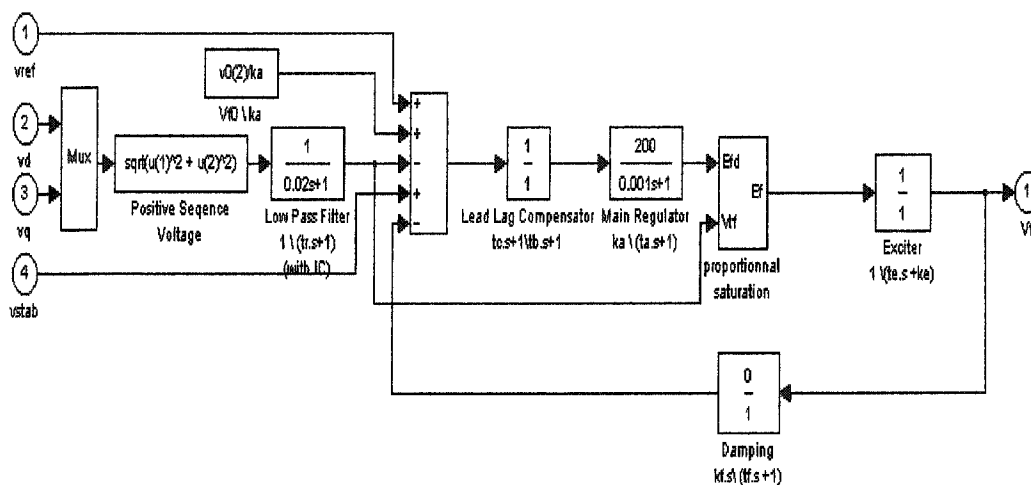 1
vref
v0(2)/ka
Vf0 \ ka
2
vd
3
vq
Mux
sqrt(u(1)^2 + u(2)^2)
Positive Seqence
Voltage
1
0.02s+1
Low Pass Filter
1 \ (tr.s+1)
(with IC)
4
vstab
+
+
−
+
−
1
1
Lead Lag Compensator
tc.s+1\tb.s+1
200
0.001s+1
Main Regulator
ka \ (ta.s+1)
Efd
Ef
Vtf
proportionnal
saturation
1
1
Exciter
1 \(te.s+ke)
1
0
1
Damping
kf.s\ (tf.s+1)